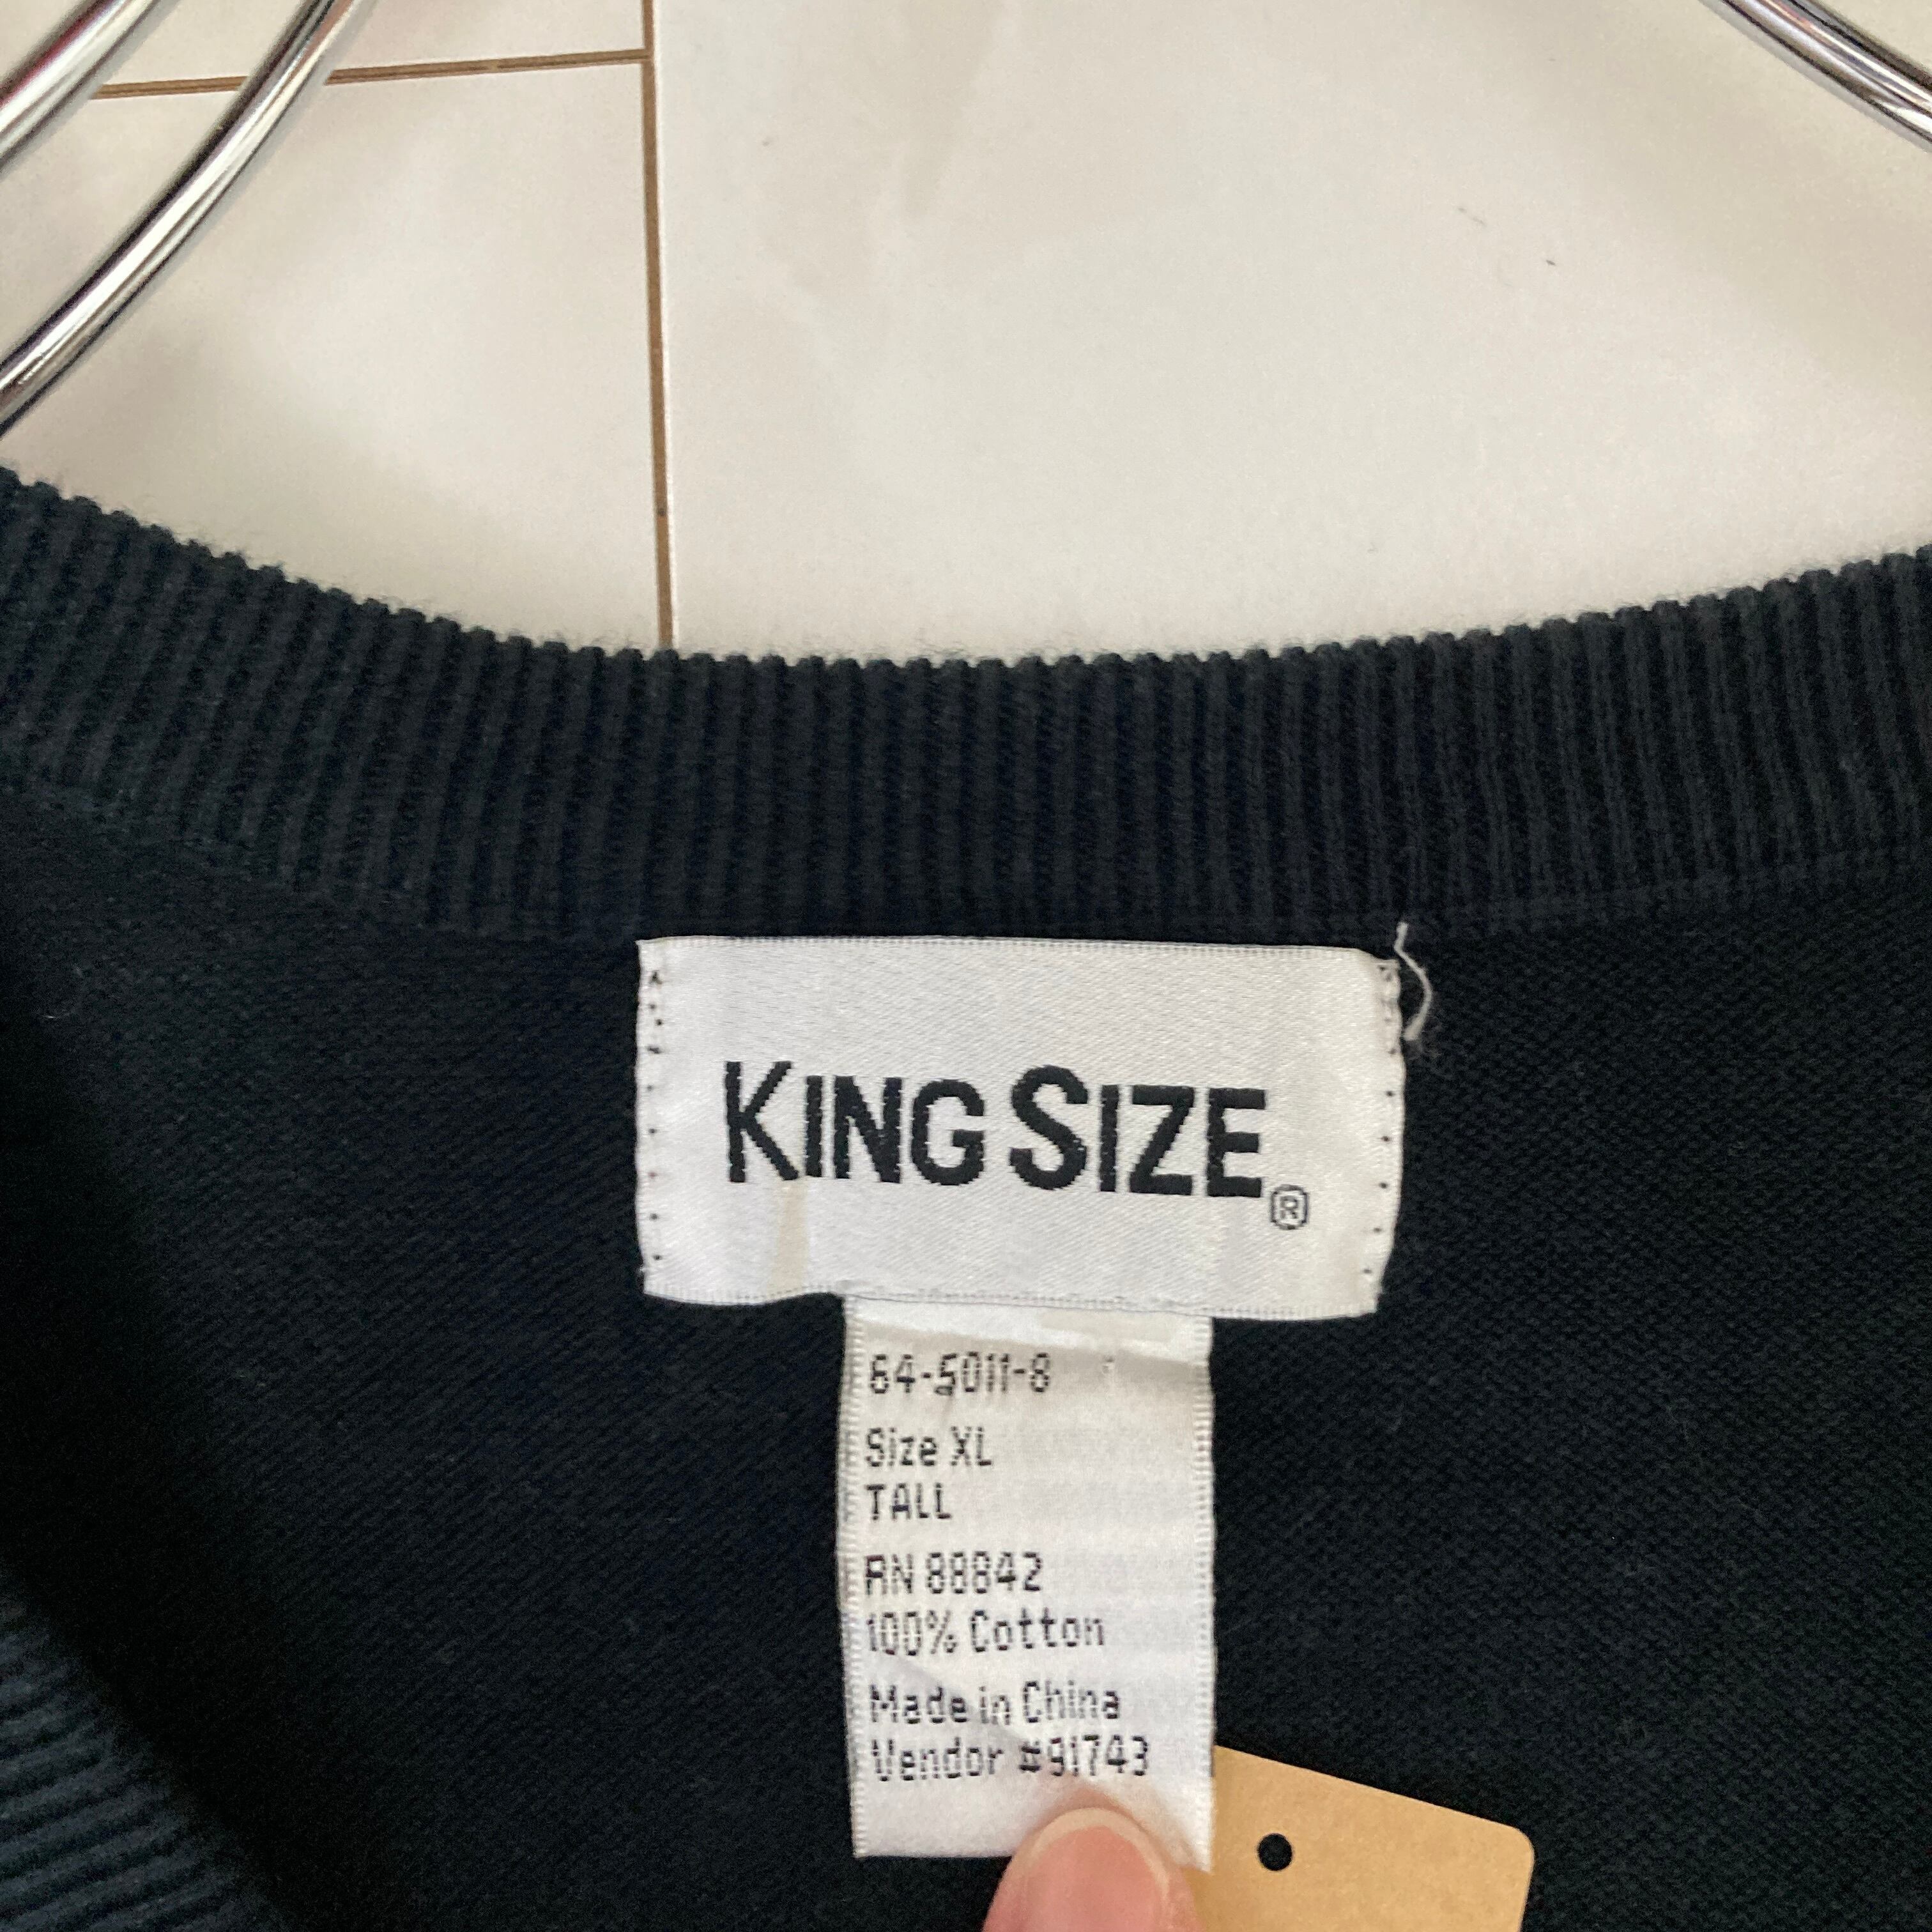 KING SIZE ®
64-5011-8
Size XL
TALL
RN 88842
100% Cotton
Made in China
Vendor #91743